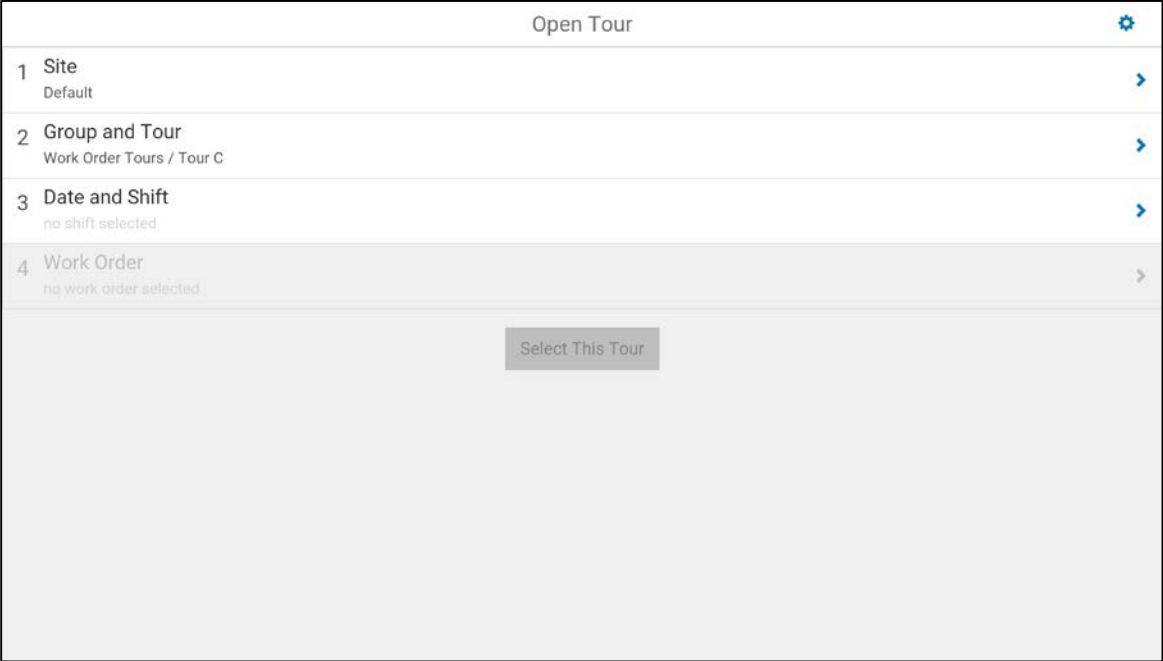 Open Tour
1 Site
Default
2 Group and Tour
Work Order Tours / Tour C
3 Date and Shift
no shift selected
4 Work Order
no work order selected
Select This Tour